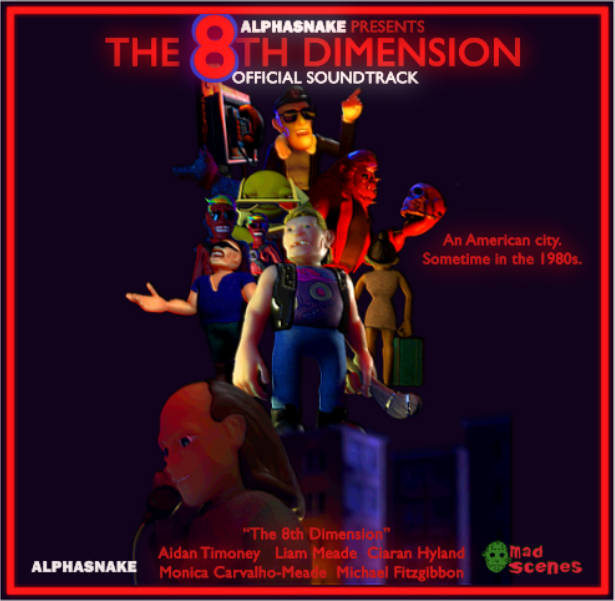 ALPHASNAKE PRESENTS
THE 8TH DIMENSION
OFFICIAL SOUNDTRACK
An American city.
Sometime in the 1980s.
“The 8th Dimension”
Aidan Timoney Liam Meade Ciaran Hyland
Monica Carvalho-Meade Michael Fitzgibbon
ALPHASNAKE
mad
scenes